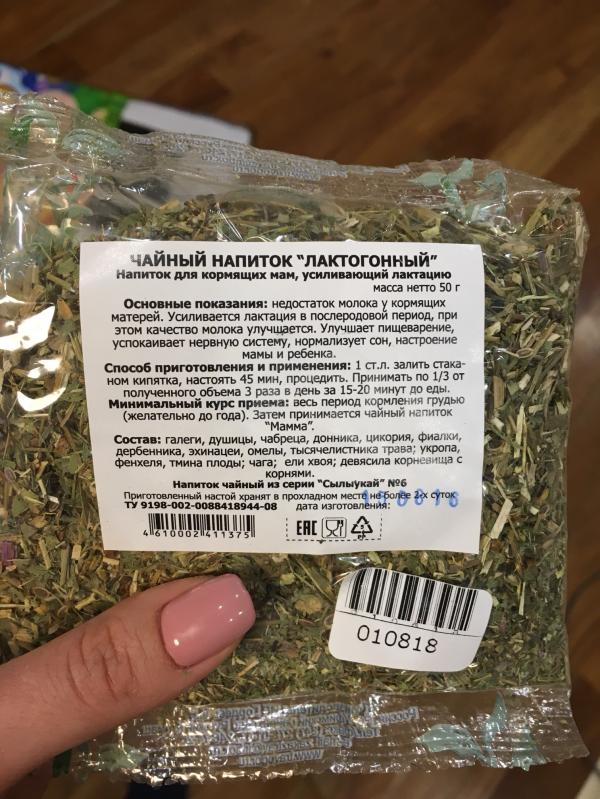 ЧАЙНЫЙ НАПИТОК "ЛАКТОГОННЫЙ"
Напиток для кормящих мам, усиливающий лактацию
масса нетто 50 г
Основные показания: недостаток молока у кормящих
матерей. Усиливается лактация в послеродовой период, при
этом качество молока улучшается. Улучшает пищеварение,
успокаивает нервную систему, нормализует сон, настроение
мамы и ребенка.
Способ приготовления и применения: 1 ст.л. залить стака-
ном кипятка, настоять 45 мин, процедить. Принимать по 1/3 от
полученного объема 3 раза в день за 15-20 минут до еды.
Минимальный курс приема: весь период кормления грудью
(желательно до года). Затем принимается чайный напиток
"Мамма".
Состав: галеги, душицы, чабреца, донника, цикория, фиалки,
дербенника, эхинацеи, омелы, тысячелистника трава; укропа,
фенхеля, тмина плоды; чага; ели хвоя; девясила корневища с
корнями.
Напиток чайный из серии "Сылыукай" №6
Приготовленный настой хранят в прохладном месте не более 2-х суток
ТУ 9198-002-0088418944-08 дата изготовления:
4 610002 411375
EAC
010818